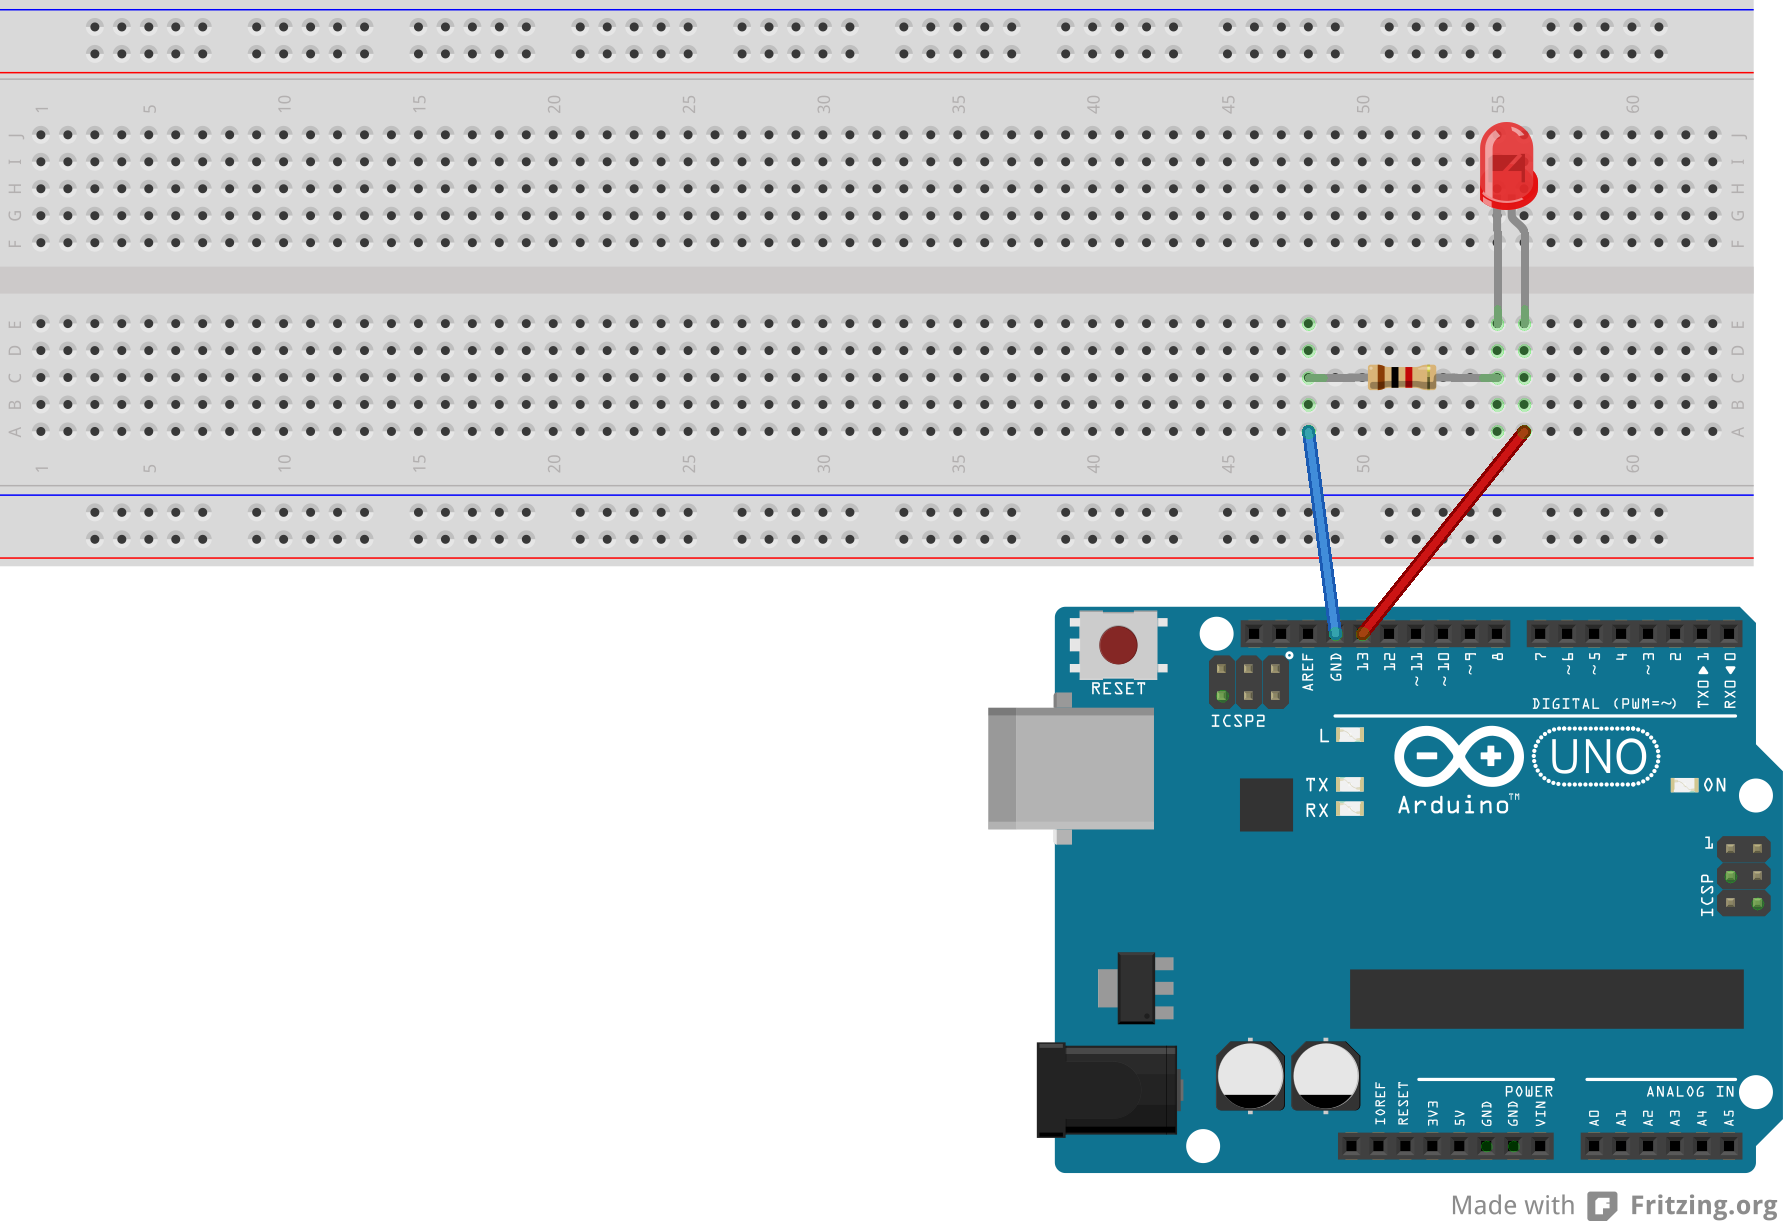 1 5 10 15 20 25 30 35 40 45 50 55 60
J J
I I
H H
G G
F F
E E
D D
C C
B B
A A
1 5 10 15 20 25 30 35 40 45 50 60
RESET
ICSP2
AREF GND 13 12 ~11 ~10 ~9 8 7 ~6 ~5 4 ~3 2 TX0▶1 RX0◀0
DIGITAL (PWM=~)
L
TX
RX
UNO
Arduino™
ON
1
ICSP
IOREF RESET 3V3 5V GND GND VIN
POWER
ANALOG IN
A0 A1 A2 A3 A4 A5
Made with Fritzing.org